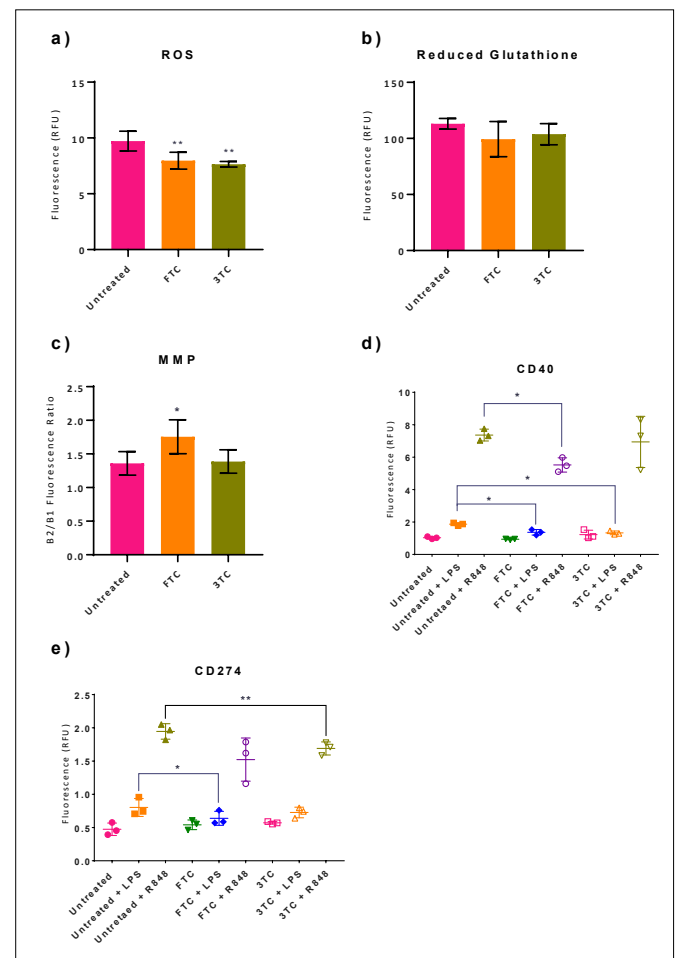 a)
ROS
Fluorescence (RFU)
15
10
5
0
**
**
Untreated
FTC
3TC
b)
Reduced Glutathione
Fluorescence (RFU)
150
100
50
0
Untreated
FTC
3TC
c)
MMP
B2/B1 Fluorescence Ratio
2.5
2.0
1.5
1.0
0.5
0.0
*
Untreated
FTC
3TC
d)
CD40
Fluorescence (RFU)
10
8
6
4
2
0
*
*
*
Untreated
Untreated + LPS
Untretaed + R848
FTC
FTC + LPS
FTC + R848
3TC
3TC + LPS
3TC + R848
e)
CD274
Fluorescence (RFU)
2.5
2.0
1.5
1.0
0.5
0.0
*
**
Untreated
Untreated + LPS
Untretaed + R848
FTC
FTC + LPS
FTC + R848
3TC
3TC + LPS
3TC + R848